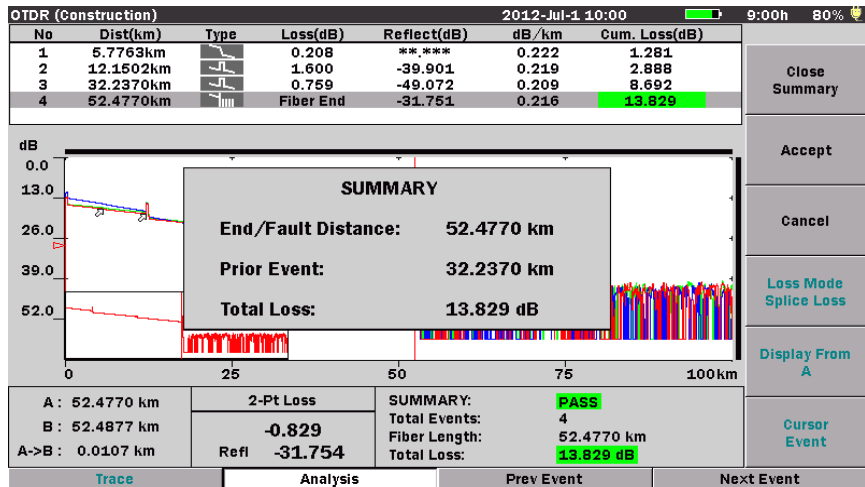 OTDR (Construction) 2012-Jul-1 10:00 9:00h 80%
No Dist(km) Type Loss(dB) Reflect(dB) dB/km Cum. Loss(dB)
1 5.7763km 0.208 **.*** 0.222 1.281
2 12.1502km 1.600 -39.901 0.219 2.888
3 32.2370km 0.759 -49.072 0.209 8.692
4 52.4770km Fiber End -31.751 0.216 13.829
Close
Summary
Accept
Cancel
Loss Mode
Splice Loss
Display From
A
Cursor
Event
dB
0.0
13.0
26.0
39.0
52.0
0 25 50 75 100km
SUMMARY
End/Fault Distance: 52.4770 km
Prior Event: 32.2370 km
Total Loss: 13.829 dB
A: 52.4770 km
B: 52.4877 km
A->B: 0.0107 km
2-Pt Loss
-0.829
Refl -31.754
SUMMARY: PASS
Total Events: 4
Fiber Length: 52.4770 km
Total Loss: 13.829 dB
Trace Analysis Prev Event Next Event